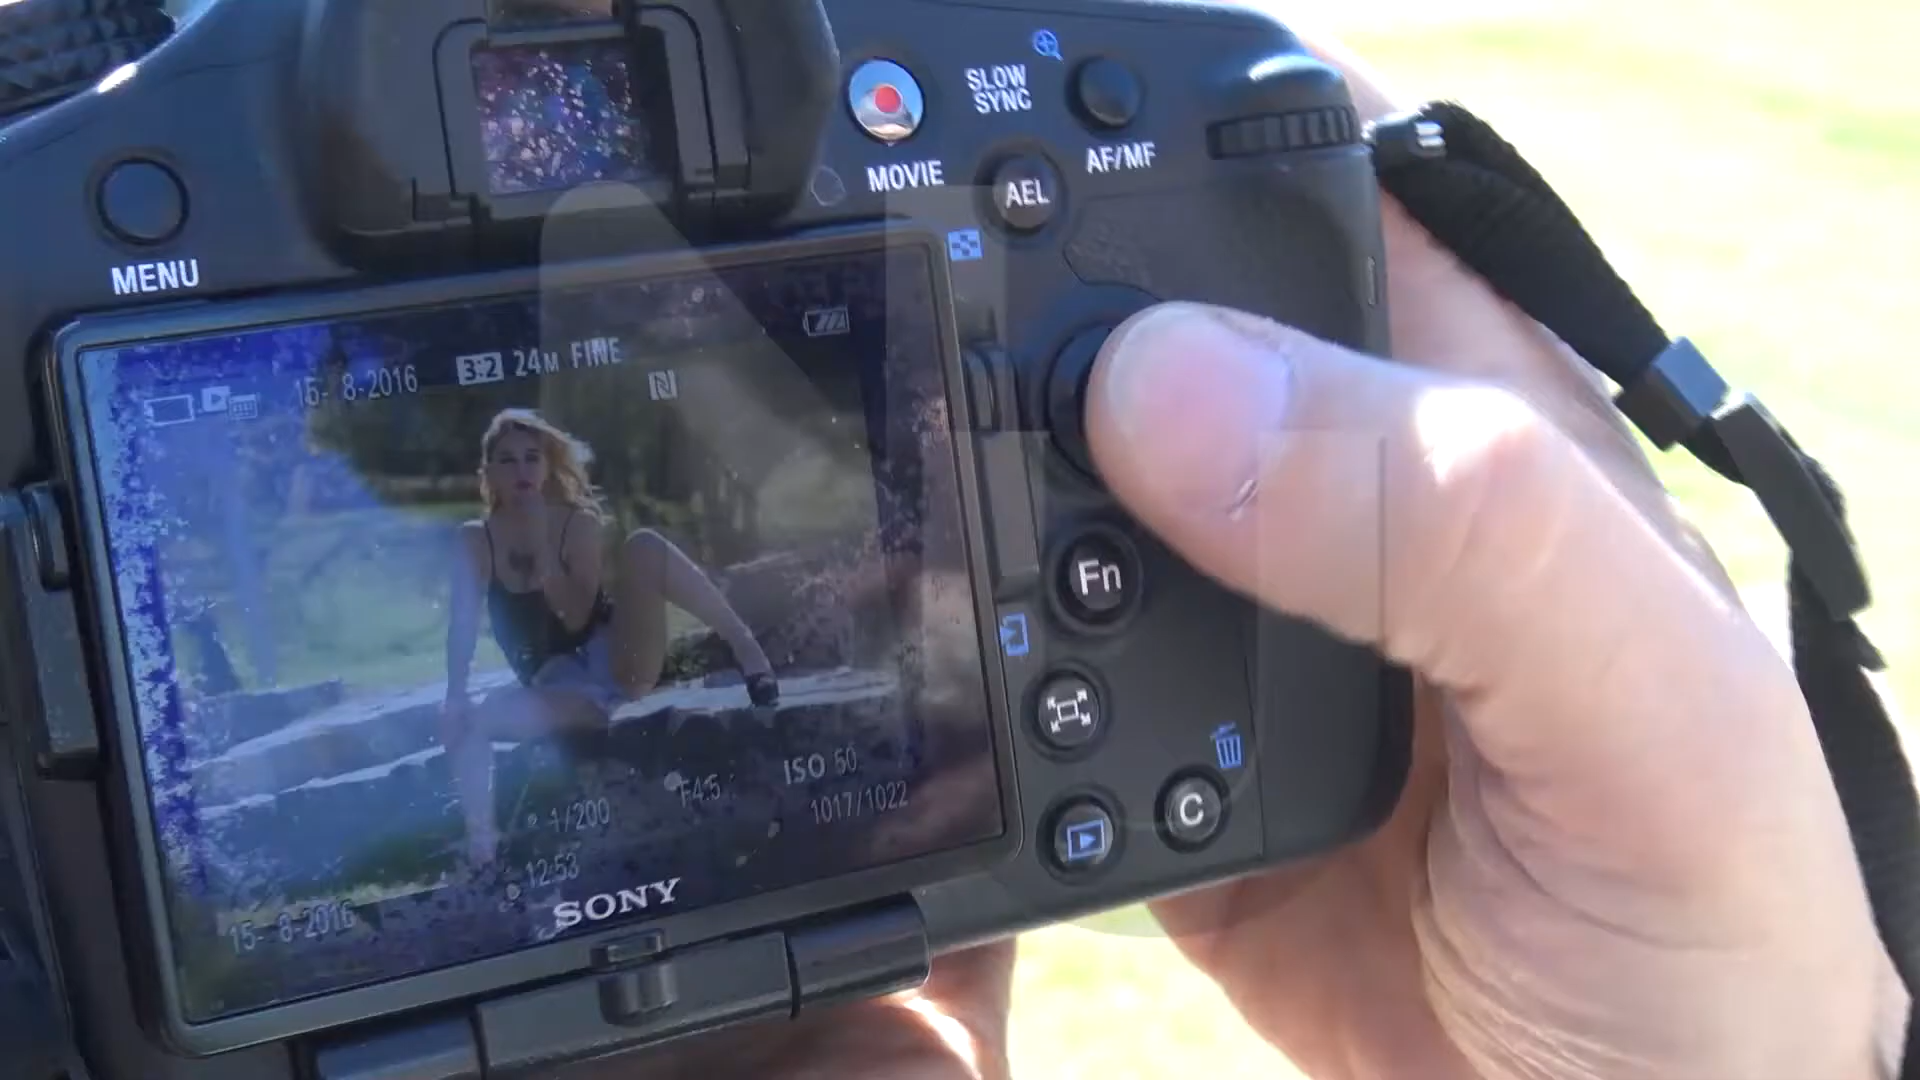 SLOW
SYNC
AF/MF
MOVIE
AEL
MENU
15- 8-2016
3:2 24M FINE
N
Fn
1/200
F4.5
ISO 50
1017/1022
12:53
15- 8-2016
C
SONY